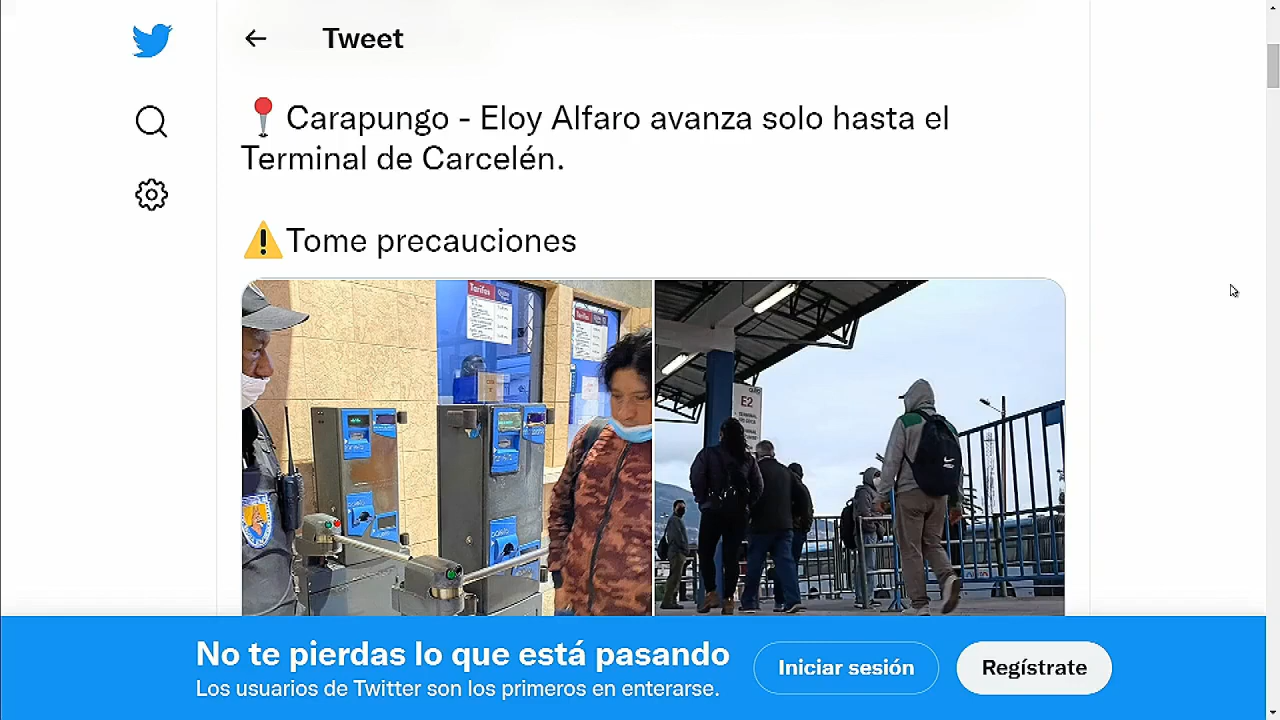 Tweet
Carapungo - Eloy Alfaro avanza solo hasta el
Terminal de Carcelén.
Tome precauciones
Tarifas
Tarifas
E2
No te pierdas lo que está pasando
Los usuarios de Twitter son los primeros en enterarse.
Iniciar sesión
Regístrate